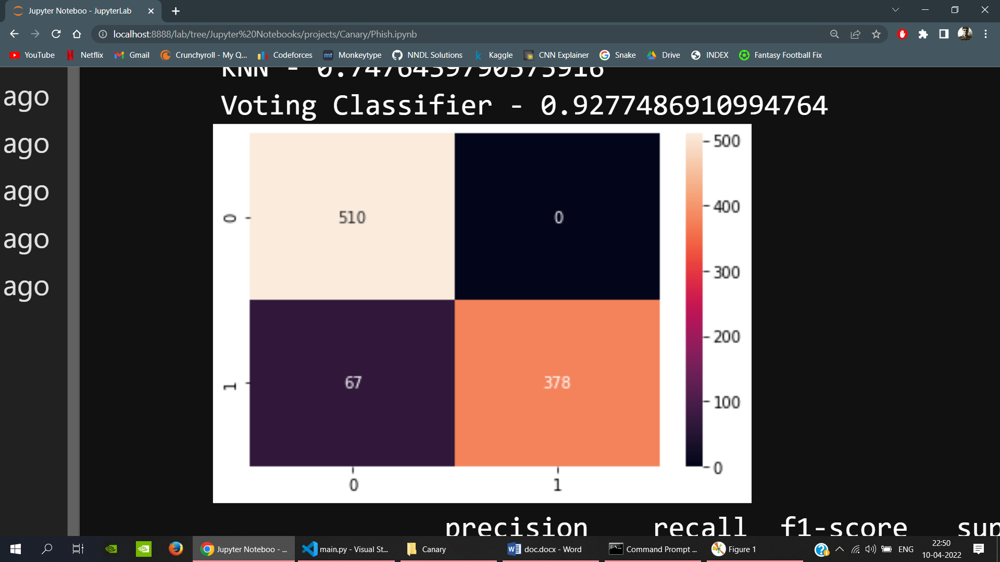 Jupyter Noteboo - JupyterLab
localhost:8888/lab/tree/Jupyter%20Notebooks/projects/Canary/Phish.ipynb
YouTube Netflix Gmail Crunchyroll - My Q... Codeforces mt Monkeytype NNDL Solutions k Kaggle CNN Explainer Snake Drive INDEX Fantasy Football Fix
KNN - 0.7476439790575916
ago
Voting Classifier - 0.9277486910994764
ago
ago
ago
ago
500
400
300
200
100
0
0
510 0
1
67 378
0 1
precision recall f1-score sup
Jupyter Noteboo - ... main.py - Visual St... Canary doc.docx - Word Command Prompt ... Figure 1 ENG 22:50
10-04-2022